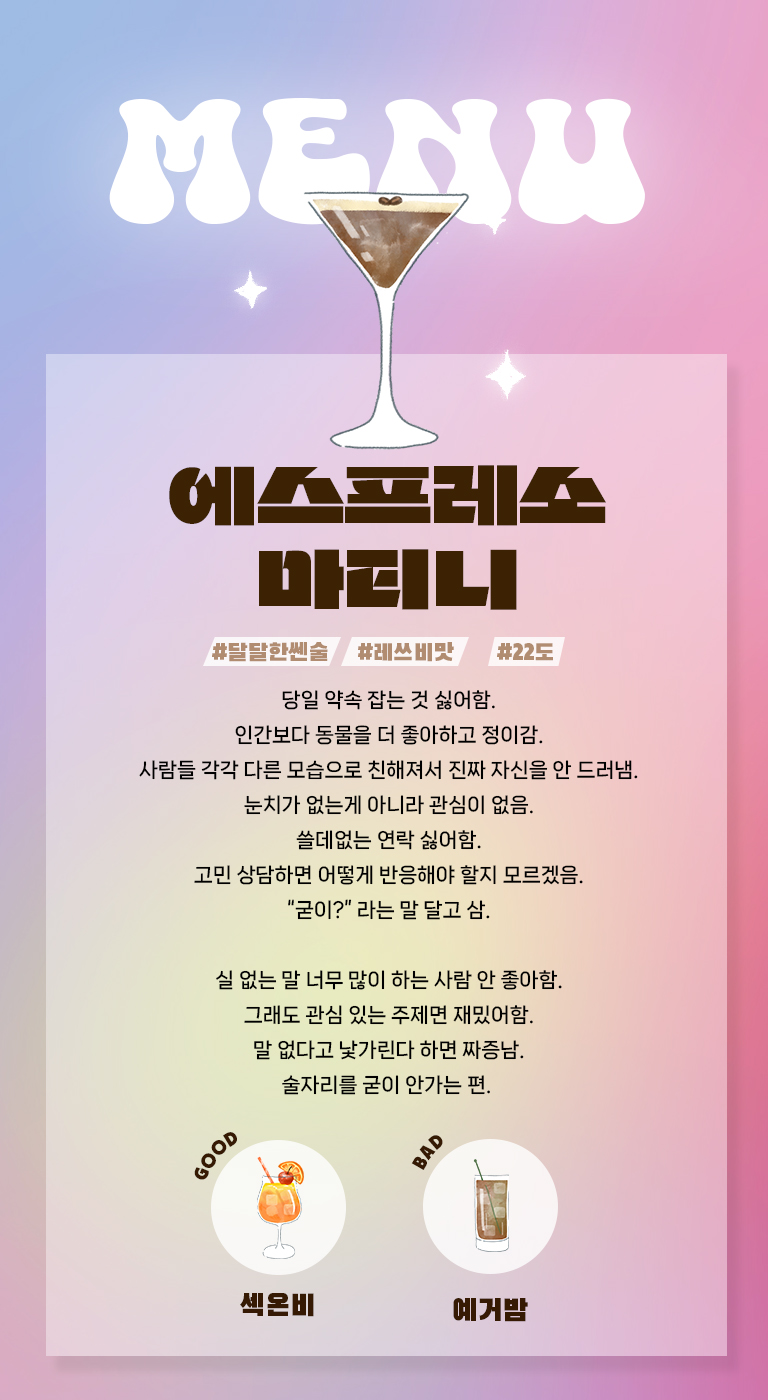 MENU
에스프레소
마티니
#달달한쎈술 #레쓰비맛 #22도
당일 약속 잡는 것 싫어함.
인간보다 동물을 더 좋아하고 정이감.
사람들 각각 다른 모습으로 친해져서 진짜 자신을 안 드러냄.
눈치가 없는게 아니라 관심이 없음.
쓸데없는 연락 싫어함.
고민 상담하면 어떻게 반응해야 할지 모르겠음.
“굳이?” 라는 말 달고 삼.
실 없는 말 너무 많이 하는 사람 안 좋아함.
그래도 관심 있는 주제면 재밌어함.
말 없다고 낯가린다 하면 짜증남.
술자리를 굳이 안가는 편.
GOOD BAD
섹온비 예거밤